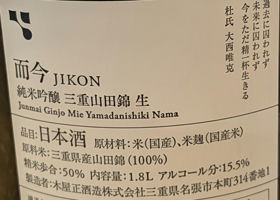 過去に囚われず
未来に囚われず
今をただ精一杯生きる
杜氏 大西唯克
而今 JIKON
純米吟醸 三重山田錦 生
Junmai Ginjo Mie Yamadanishiki Nama
品目:日本酒 原材料:米(国産)、米麹(国産米)
原料米:三重県産山田錦(100%)
精米歩合:50% 内容量:1.8L アルコール分:15.5%
製造者:木屋正酒造株式会社三重県名張市本町314番地1